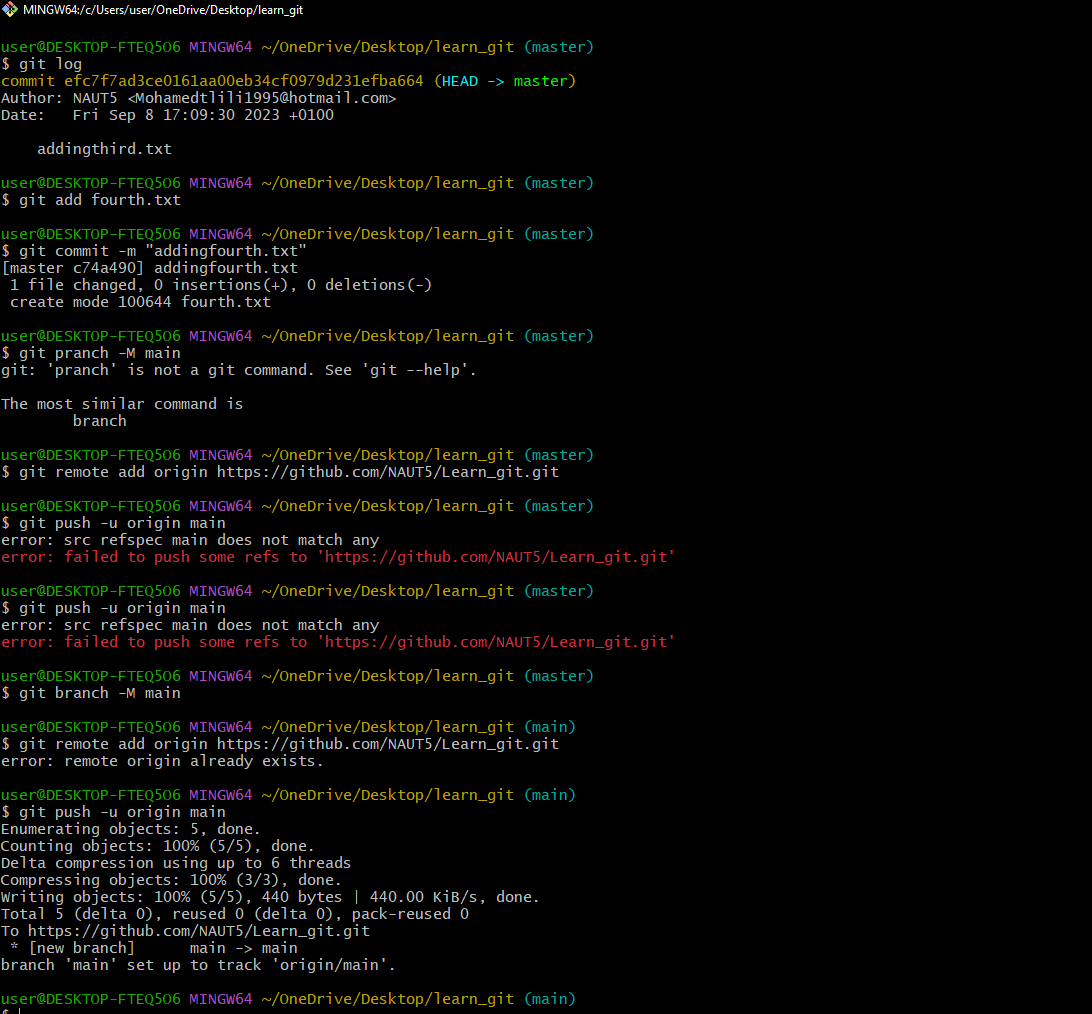 MINGW64:/c/Users/user/OneDrive/Desktop/learn_git
user@DESKTOP-FTEQ5O6 MINGW64 ~/OneDrive/Desktop/learn_git (master)
$ git log
commit efc7f7ad3ce0161aa00eb34cf0979d231efba664 (HEAD -> master)
Author: NAUT5 <Mohamedtlili1995@hotmail.com>
Date:   Fri Sep 8 17:09:30 2023 +0100
    addingthird.txt
user@DESKTOP-FTEQ5O6 MINGW64 ~/OneDrive/Desktop/learn_git (master)
$ git add fourth.txt
user@DESKTOP-FTEQ5O6 MINGW64 ~/OneDrive/Desktop/learn_git (master)
$ git commit -m "addingfourth.txt"
[master c74a490] addingfourth.txt
 1 file changed, 0 insertions(+), 0 deletions(-)
 create mode 100644 fourth.txt
user@DESKTOP-FTEQ5O6 MINGW64 ~/OneDrive/Desktop/learn_git (master)
$ git pranch -M main
git: 'pranch' is not a git command. See 'git --help'.
The most similar command is
        branch
user@DESKTOP-FTEQ5O6 MINGW64 ~/OneDrive/Desktop/learn_git (master)
$ git remote add origin https://github.com/NAUT5/Learn_git.git
user@DESKTOP-FTEQ5O6 MINGW64 ~/OneDrive/Desktop/learn_git (master)
$ git push -u origin main
error: src refspec main does not match any
error: failed to push some refs to 'https://github.com/NAUT5/Learn_git.git'
user@DESKTOP-FTEQ5O6 MINGW64 ~/OneDrive/Desktop/learn_git (master)
$ git push -u origin main
error: src refspec main does not match any
error: failed to push some refs to 'https://github.com/NAUT5/Learn_git.git'
user@DESKTOP-FTEQ5O6 MINGW64 ~/OneDrive/Desktop/learn_git (master)
$ git branch -M main
user@DESKTOP-FTEQ5O6 MINGW64 ~/OneDrive/Desktop/learn_git (main)
$ git remote add origin https://github.com/NAUT5/Learn_git.git
error: remote origin already exists.
user@DESKTOP-FTEQ5O6 MINGW64 ~/OneDrive/Desktop/learn_git (main)
$ git push -u origin main
Enumerating objects: 5, done.
Counting objects: 100% (5/5), done.
Delta compression using up to 6 threads
Compressing objects: 100% (3/3), done.
Writing objects: 100% (5/5), 440 bytes | 440.00 KiB/s, done.
Total 5 (delta 0), reused 0 (delta 0), pack-reused 0
To https://github.com/NAUT5/Learn_git.git
 * [new branch]      main -> main
branch 'main' set up to track 'origin/main'.
user@DESKTOP-FTEQ5O6 MINGW64 ~/OneDrive/Desktop/learn_git (main)
$